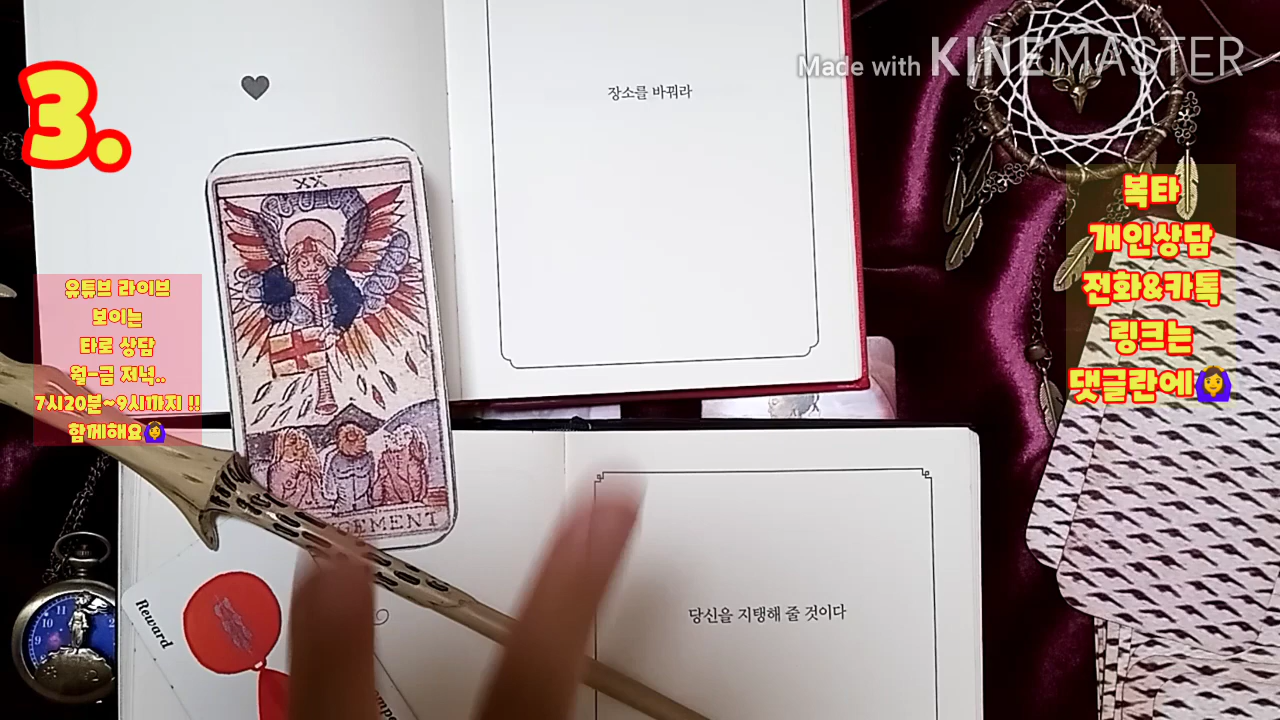 Made with KINEMASTER
3.
장소를 바꿔라
XX
복타
개인상담
전화&카톡
링크는
댓글란에🙆‍♀️
유튜브 라이브
보이는
타로 상담
월-금 저녁..
7시20분~9시까지 !!
함께해요🙆‍♀️
당신을 지탱해 줄 것이다
Reward